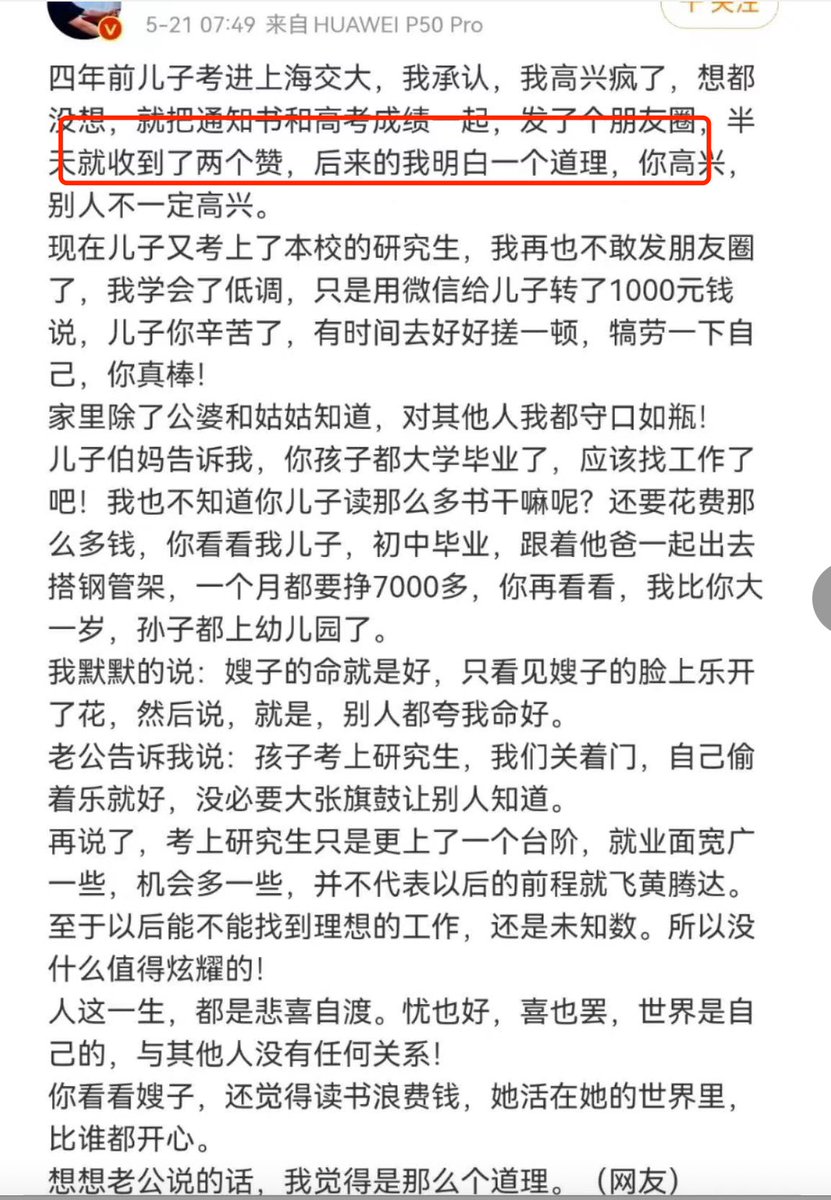 5-21 07:49 来自 HUAWEI P50 Pro
十关注
四年前儿子考进上海交大，我承认，我高兴疯了，想都
没想，就把通知书和高考成绩一起，发了个朋友圈，半
天就收到了两个赞，后来的我明白一个道理，你高兴，
别人不一定高兴。
现在儿子又考上了本校的研究生，我再也不敢发朋友圈
了，我学会了低调，只是用微信给儿子转了1000元钱
说，儿子你辛苦了，有时间去好好搓一顿，犒劳一下自
己，你真棒！
家里除了公婆和姑姑知道，对其他人我都守口如瓶！
儿子伯妈告诉我，你孩子都大学毕业了，应该找工作了
吧！我也不知道你儿子读那么多书干嘛呢？还要花费那
么多钱，你看看我儿子，初中毕业，跟着他爸一起出去
搭钢管架，一个月都要挣7000多，你再看看，我比你大
一岁，孙子都上幼儿园了。
我默默的说：嫂子的命就是好，只看见嫂子的脸上乐开
了花，然后说，就是，别人都夸我命好。
老公告诉我说：孩子考上研究生，我们关着门，自己偷
着乐就好，没必要大张旗鼓让别人知道。
再说了，考上研究生只是更上了一个台阶，就业面宽广
一些，机会多一些，并不代表以后的前程就飞黄腾达。
至于以后能不能找到理想的工作，还是未知数。所以没
什么值得炫耀的！
人这一生，都是悲喜自渡。忧也好，喜也罢，世界是自
己的，与其他人没有任何关系！
你看看嫂子，还觉得读书浪费钱，她活在她的世界里，
比谁都开心。
想想老公说的话，我觉得是那么个道理。（网友）